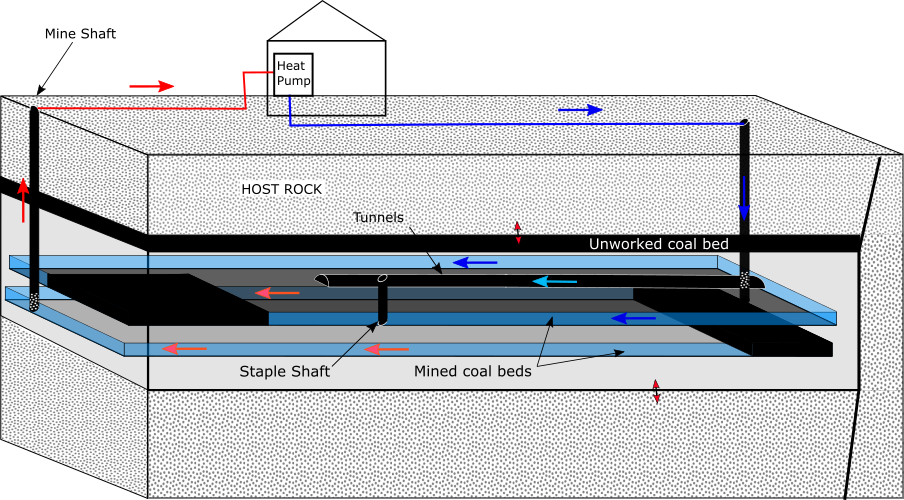 Mine Shaft
Heat
Pump
HOST ROCK
Tunnels
Unworked coal bed
Staple Shaft
Mined coal beds